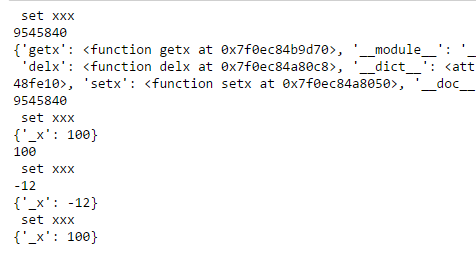 set xxx
9545840
{'getx': <function getx at 0x7f0ec84b9d70>, '__module__': '_
'delx': <function delx at 0x7f0ec84a80c8>, '__dict__': <att
48fe10>, 'setx': <function setx at 0x7f0ec84a8050>, '__doc__
9545840
set xxx
{'_x': 100}
100
set xxx
-12
{'_x': -12}
set xxx
{'_x': 100}